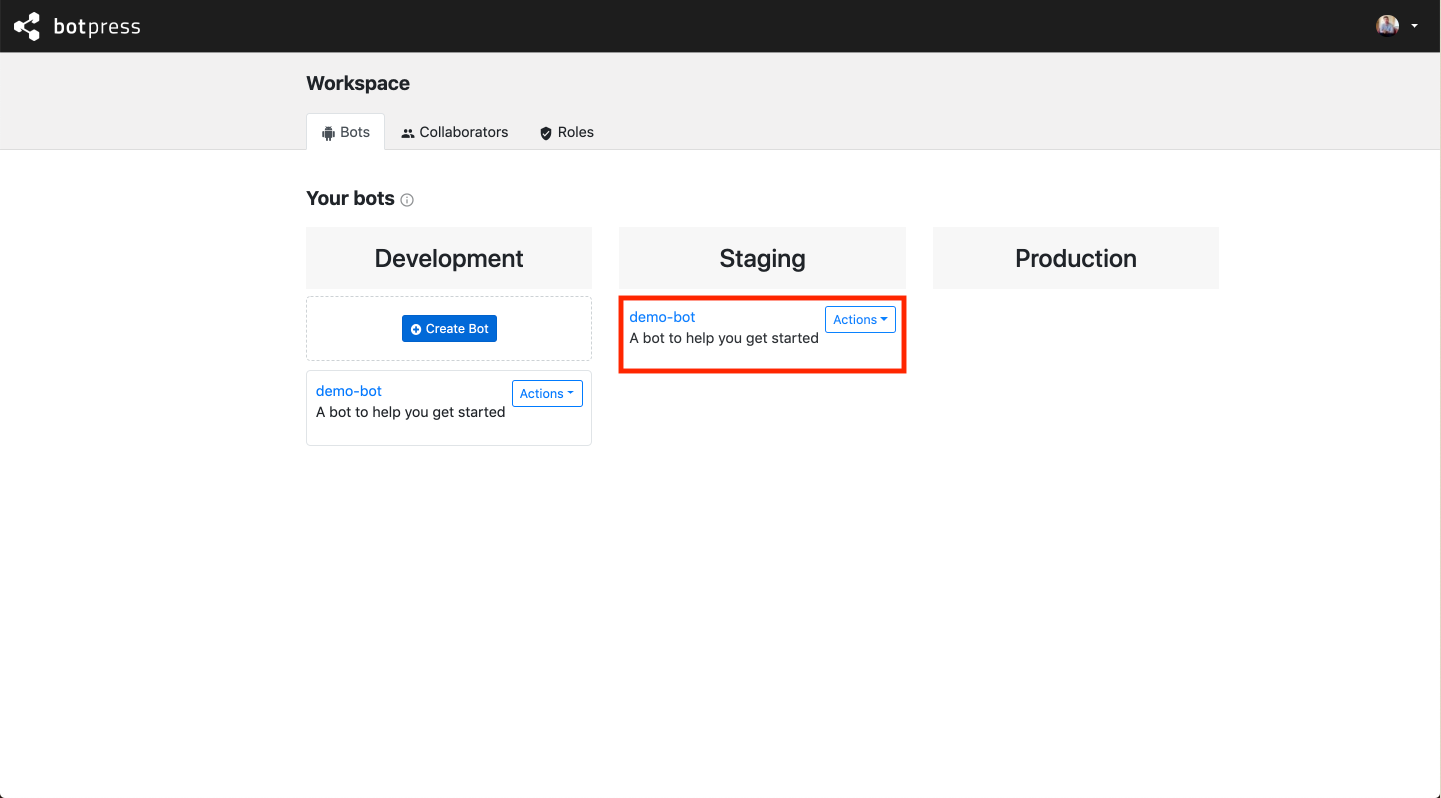 botpress
Workspace
Bots
Collaborators
Roles
Your bots
Development
Create Bot
demo-bot
Actions
A bot to help you get started
Staging
demo-bot
Actions
A bot to help you get started
Production